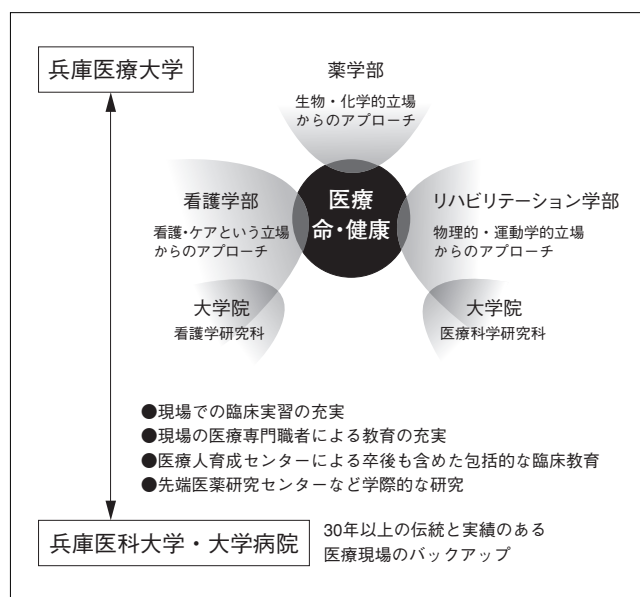 兵庫医療大学
薬学部
生物・化学的立場
からのアプローチ
医療
命・健康
看護学部
看護・ケアという立場
からのアプローチ
リハビリテーション学部
物理的・運動学的立場
からのアプローチ
大学院
看護学研究科
大学院
医療科学研究科
●現場での臨床実習の充実
●現場の医療専門職者による教育の充実
●医療人育成センターによる卒後も含めた包括的な臨床教育
●先端医薬研究センターなど学際的な研究
兵庫医科大学・大学病院
30年以上の伝統と実績のある
医療現場のバックアップ